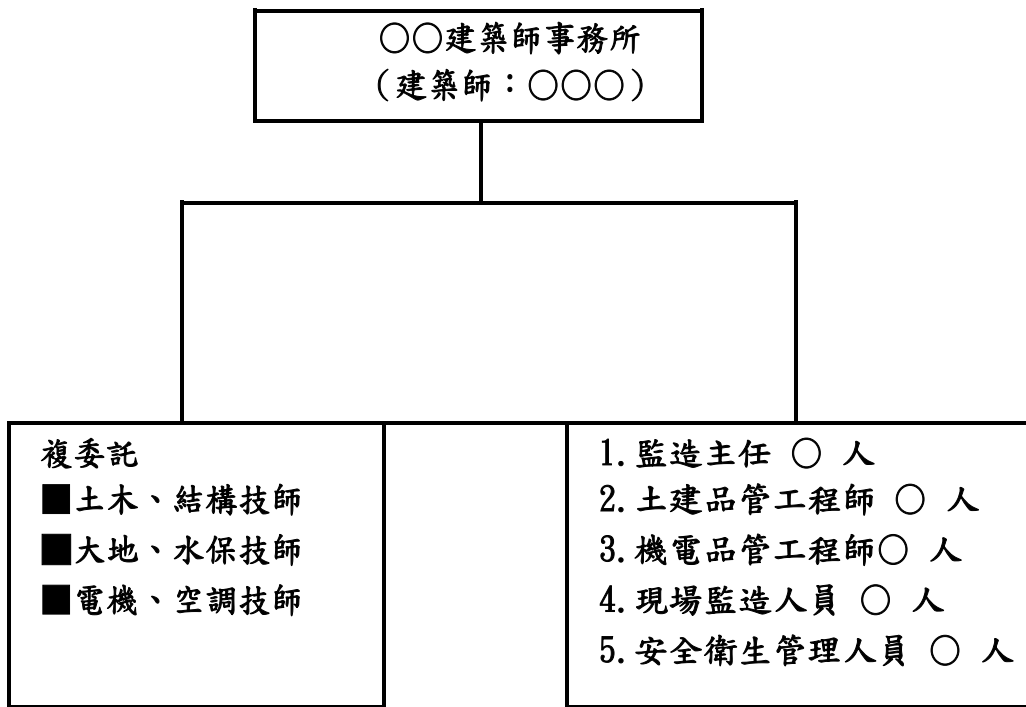 ○○建築師事務所
(建築師：○○○)
複委託
■土木、結構技師
■大地、水保技師
■電機、空調技師
1.監造主任 ○ 人
2.土建品管工程師 ○ 人
3.機電品管工程師○ 人
4.現場監造人員 ○ 人
5.安全衛生管理人員 ○ 人